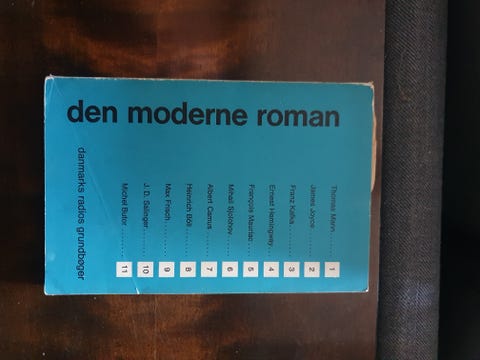 den moderne roman
Thomas Mann.......... 1
James Joyce.......... 2
Franz Kafka.......... 3
Ernest Hemingway..... 4
François Mauriac..... 5
Mihail Sjolohov...... 6
Albert Camus......... 7
Heinrich Böll........ 8
Max Frisch........... 9
J. D. Salinger....... 10
Michel Butor......... 11
danmarks radios grundbøger